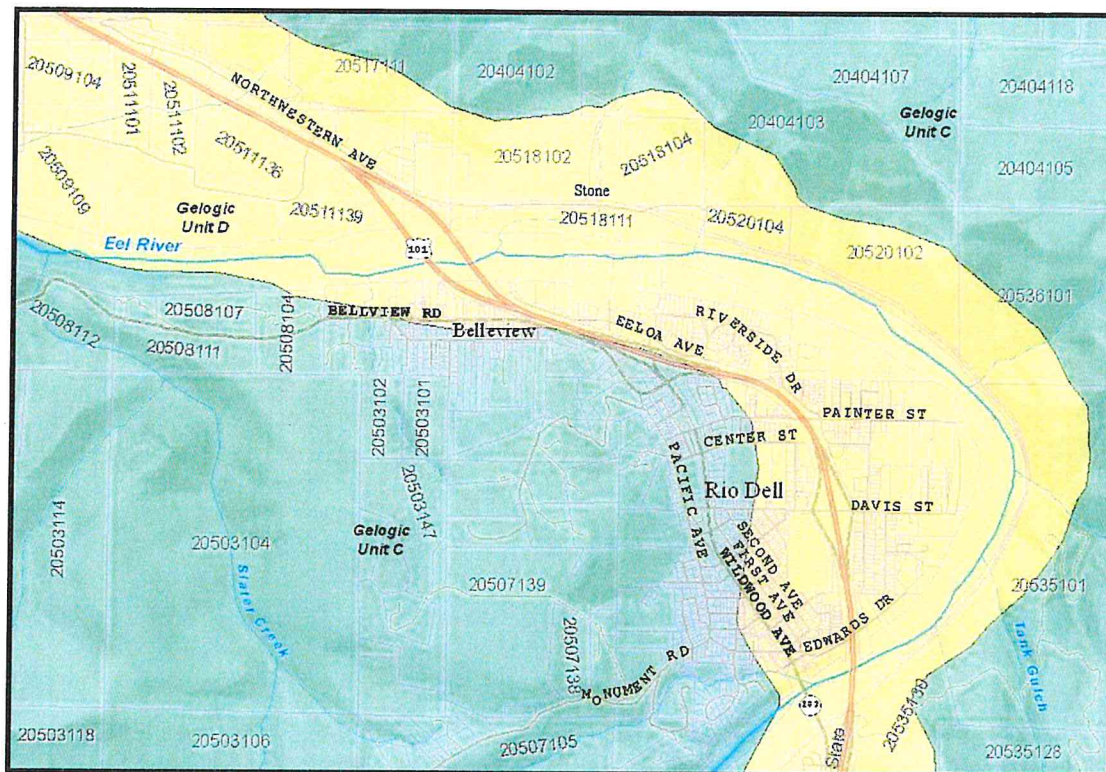 20509104
20511101
20511102
NORTHWESTERN AVE
20517111
20404102
20404107
20404118
Gelogic
Unit C
20404103
20404105
20511136
20518102
20518104
20509109
Gelogic
Unit D
20511139
Stone
20518111
20520104
20520102
Eel River
101
20536101
20508107
20508104
BELLVIEW RD
Belleview
EELOA AVE
RIVERSIDE DR
20508112
20508111
20503102
20503101
PAINTER ST
CENTER ST
PACIFIC AVE
Rio Dell
20503147
DAVIS ST
20503114
20503104
Gelogic
Unit C
SECOND AVE
FIRST AVE
WILDWOOD AVE
20507139
20535101
Slater Creek
EDWARDS DR
20507138
MONUMENT RD
Tank Gulch
20535130
283
State
20503118
20503106
20507105
20535128